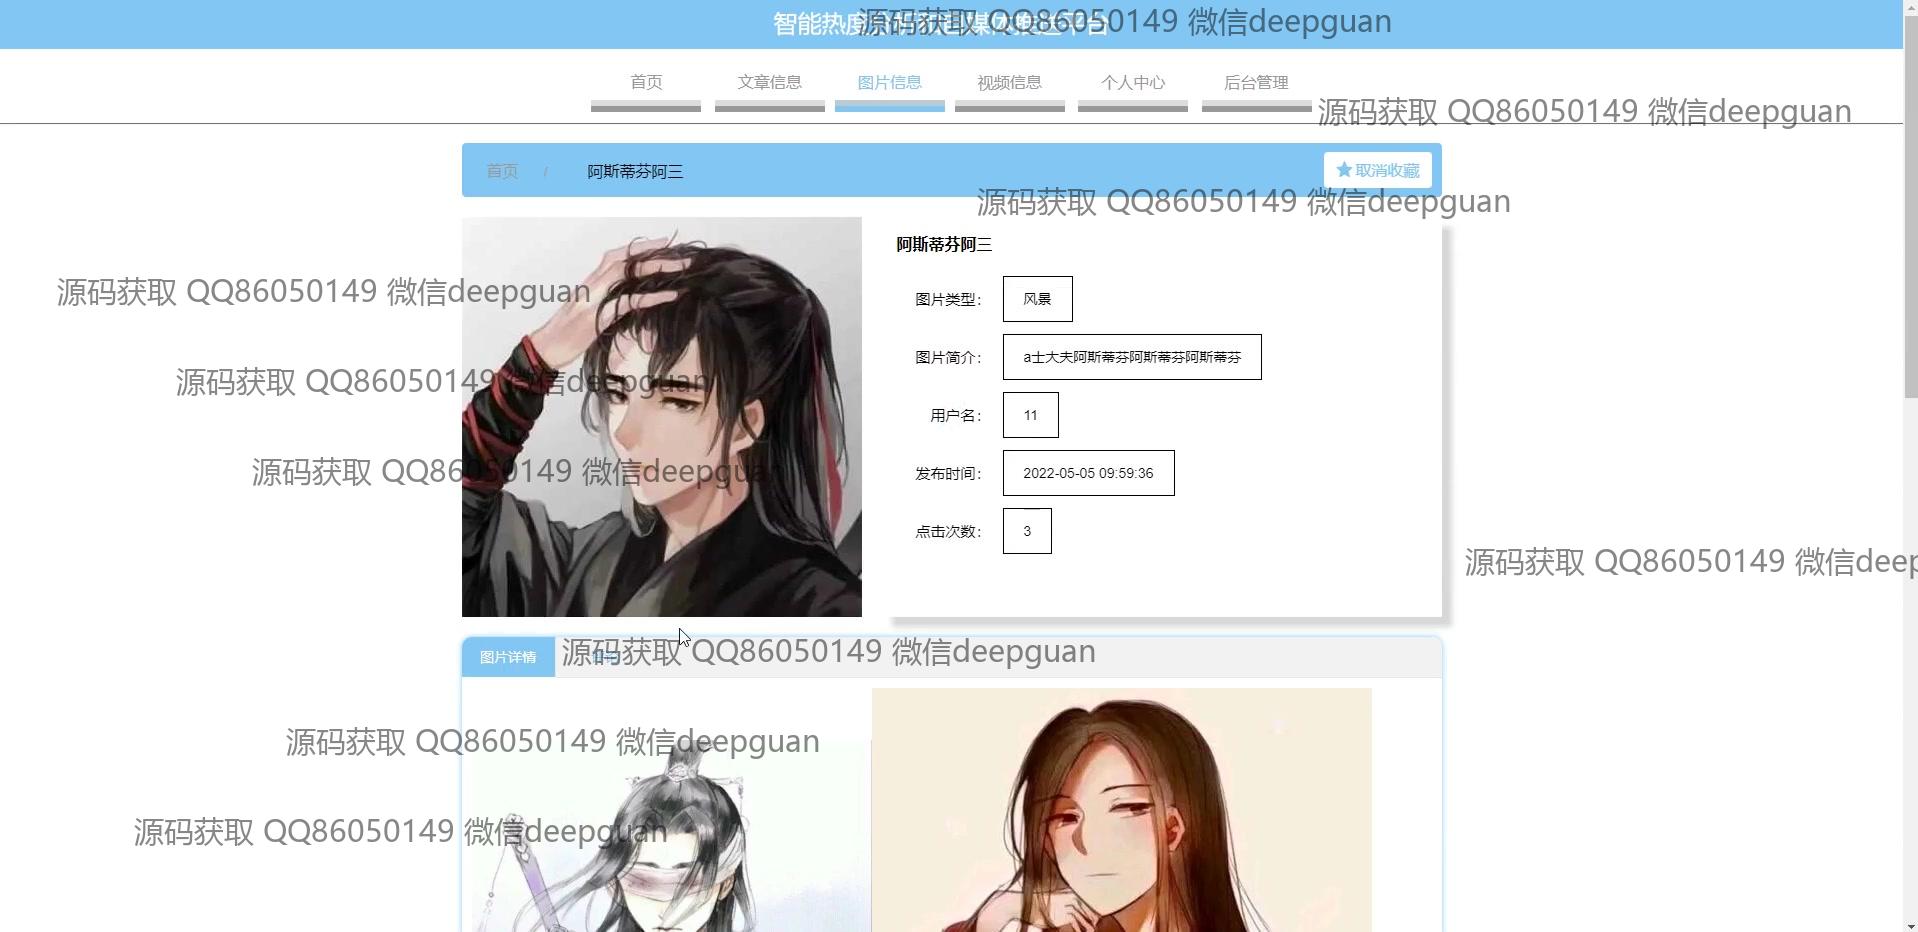 智能热度分析和自媒体推送平台
源码获取 QQ86050149 微信deepguan
首页
文章信息
图片信息
视频信息
个人中心
后台管理
源码获取 QQ86050149 微信deepguan
首页 / 阿斯蒂芬阿三
取消收藏
源码获取 QQ86050149 微信deepguan
阿斯蒂芬阿三
源码获取 QQ86050149 微信deepguan
图片类型： 风景
图片简介： a士大夫阿斯蒂芬阿斯蒂芬阿斯蒂芬
源码获取 QQ86050149 微信deepguan
用户名： 11
源码获取 QQ86050149 微信deepguan
发布时间： 2022-05-05 09:59:36
点击次数： 3
源码获取 QQ86050149 微信deep
图片详情
源码获取 QQ86050149 微信deepguan
源码获取 QQ86050149 微信deepguan
源码获取 QQ86050149 微信deepguan